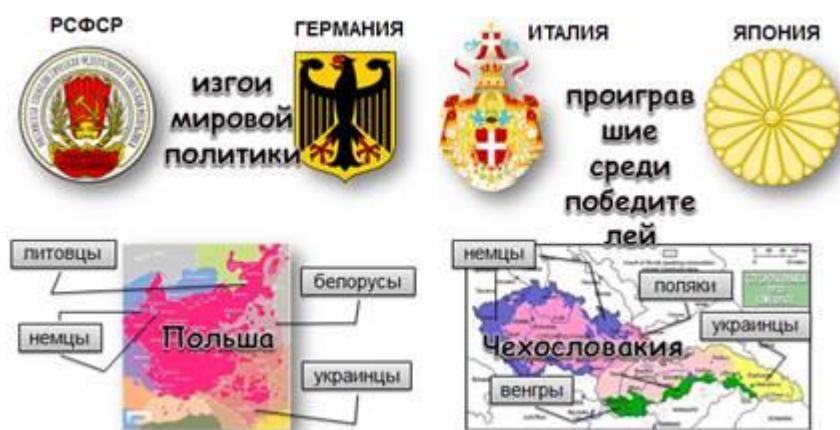 РСФСР
ГЕРМАНИЯ
ИТАЛИЯ
ЯПОНИЯ
изгои
мировой
политики
проиграв
шие
среди
победите
лей
литовцы
немцы
белорусы
украинцы
Польша
немцы
поляки
украинцы
Чехословакия
венгры